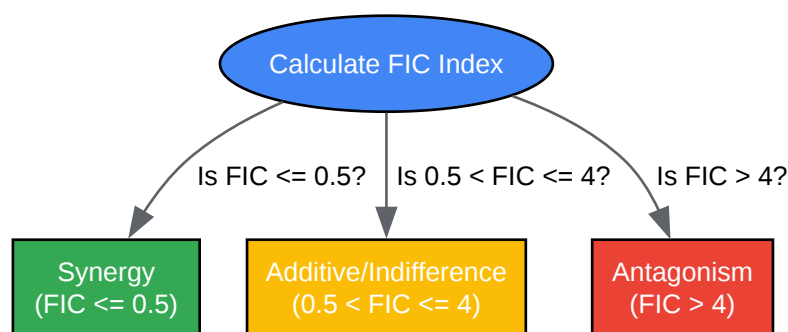 Calculate FIC Index
Is FIC <= 0.5?
Is 0.5 < FIC <= 4?
Is FIC > 4?
Synergy
(FIC <= 0.5)
Additive/Indifference
(0.5 < FIC <= 4)
Antagonism
(FIC > 4)